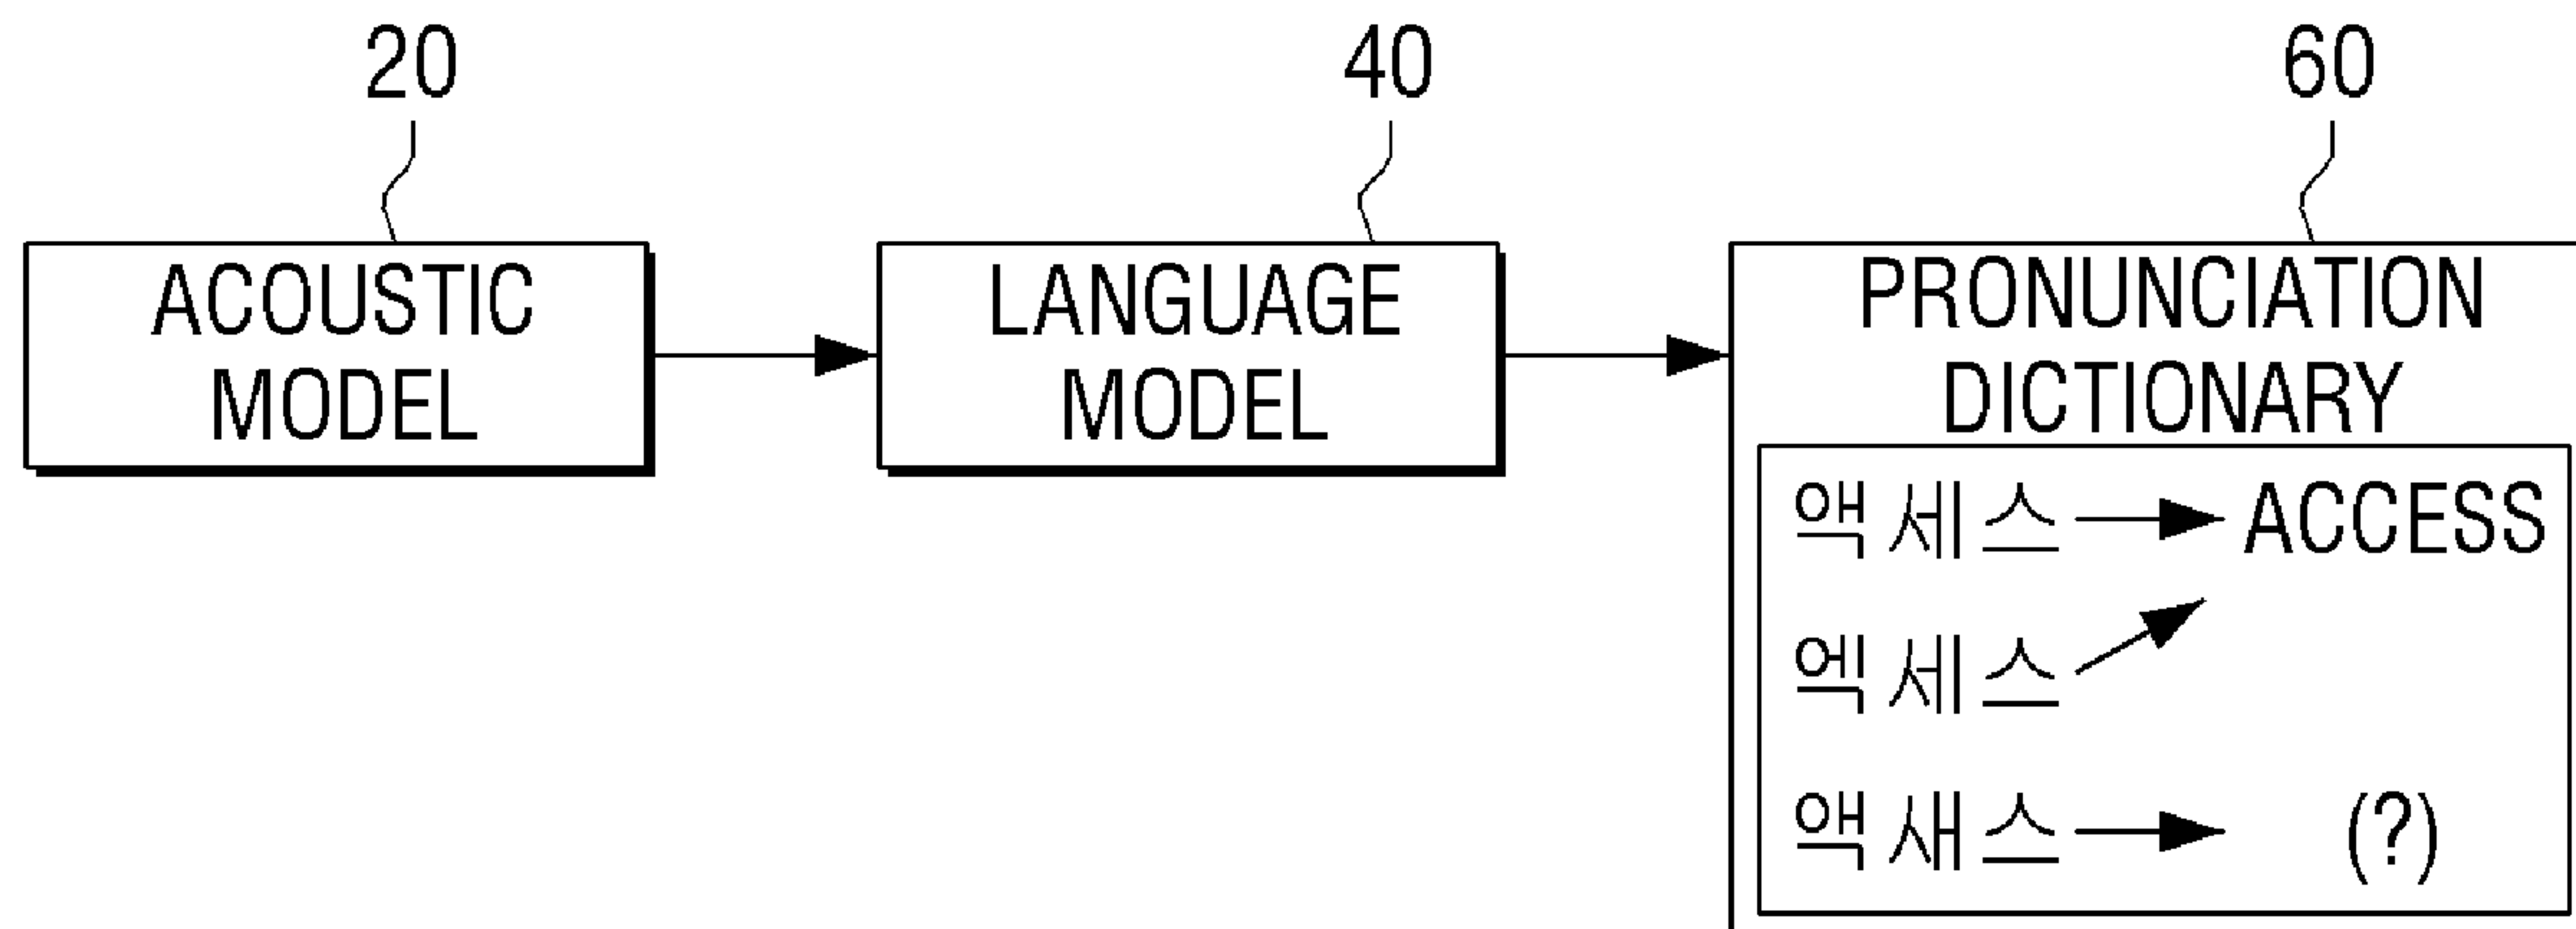 20
40
60
ACOUSTIC
MODEL
LANGUAGE
MODEL
PRONUNCIATION
DICTIONARY
액세스 ACCESS
엑세스
액새스 (?)